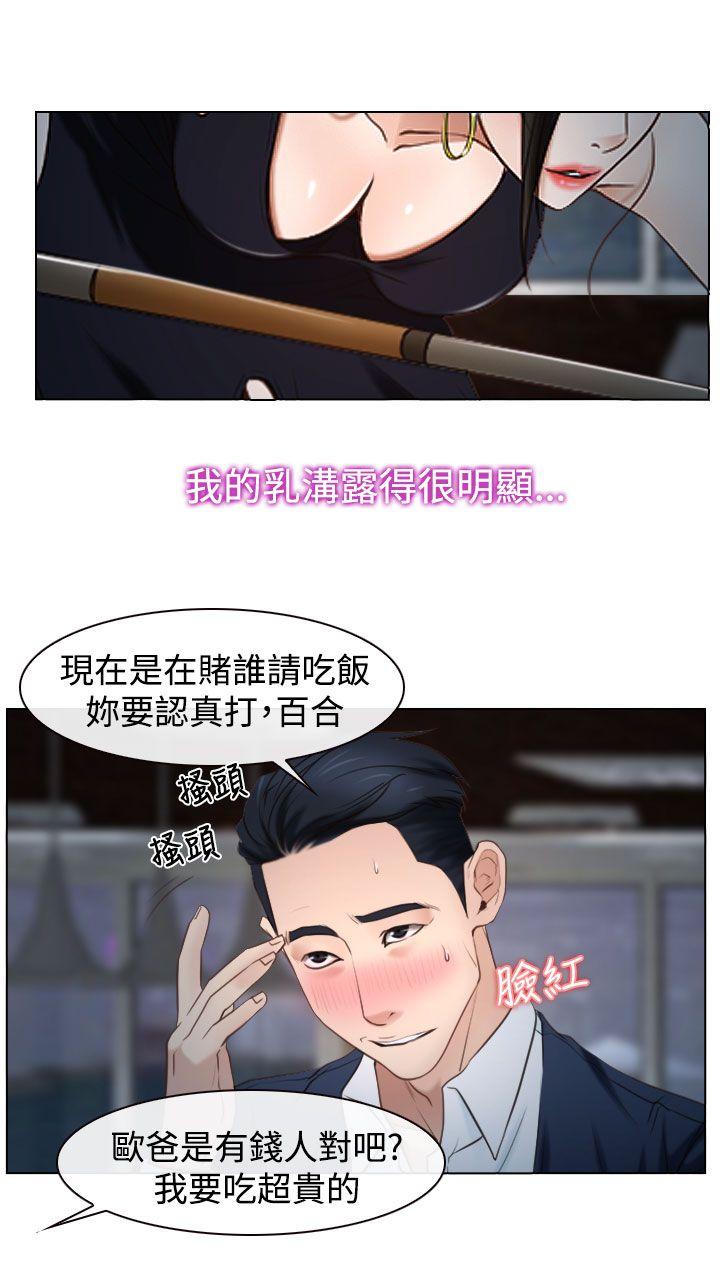 我的乳溝露得很明顯...
現在是在賭誰請吃飯
妳要認真打，百合
搔頭
搔頭
臉紅
歐爸是有錢人對吧?
我要吃超貴的